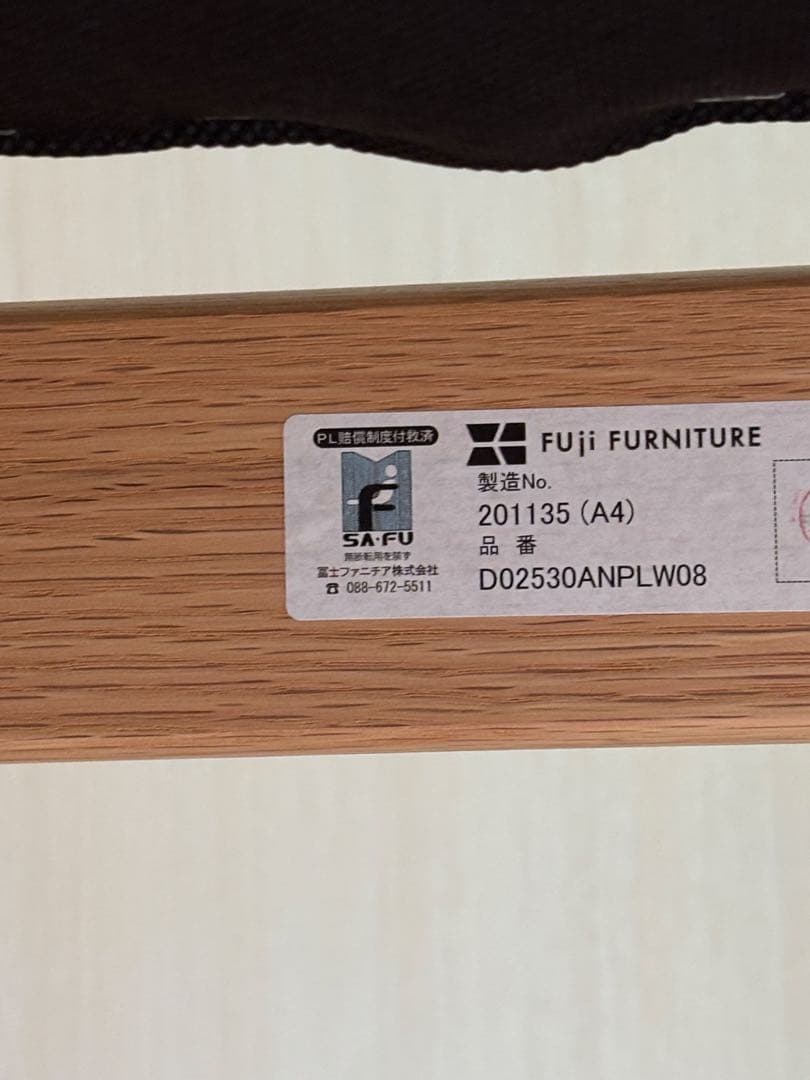 PL賠償制度付救済
SA・FU
無断転用を禁ず
冨士ファニチア株式会社
☎ 088-672-5511
FUji FURNITURE
製造No.
201135 (A4)
品 番
D02530ANPLW08